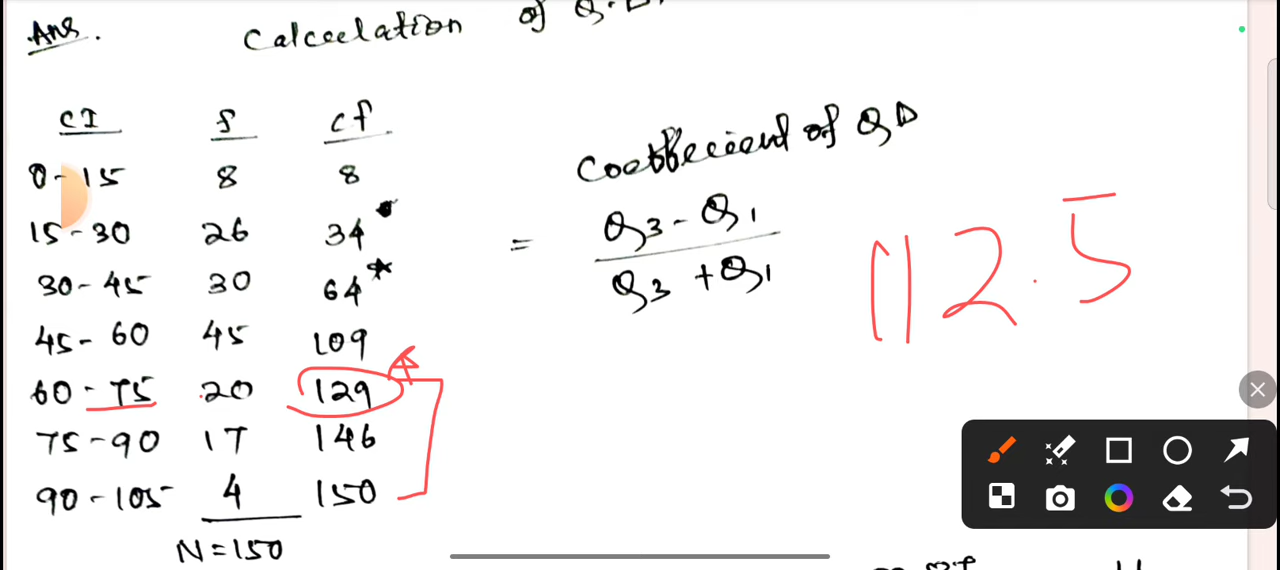 Ans.
Calceelation of Q.D.
CI f cf
0-15 8 8
15-30 26 34
30-45 30 64*
45-60 45 109
60-75 20 129
75-90 17 146
90-105 4 150
N=150
Coefficient of QD
= Q3-Q1
Q3+Q1
112.5